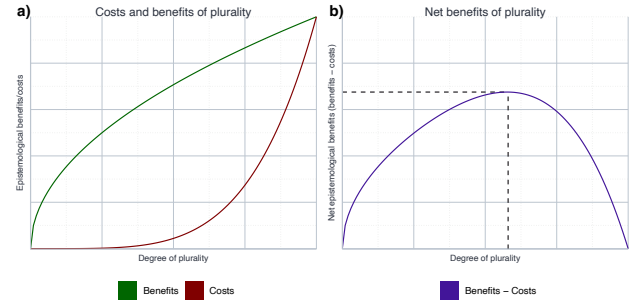 a)
Costs and benefits of plurality
Epistemological benefits/costs
Degree of plurality
Benefits
Costs
b)
Net benefits of plurality
Net epistemological benefits (benefits − costs)
Degree of plurality
Benefits − Costs